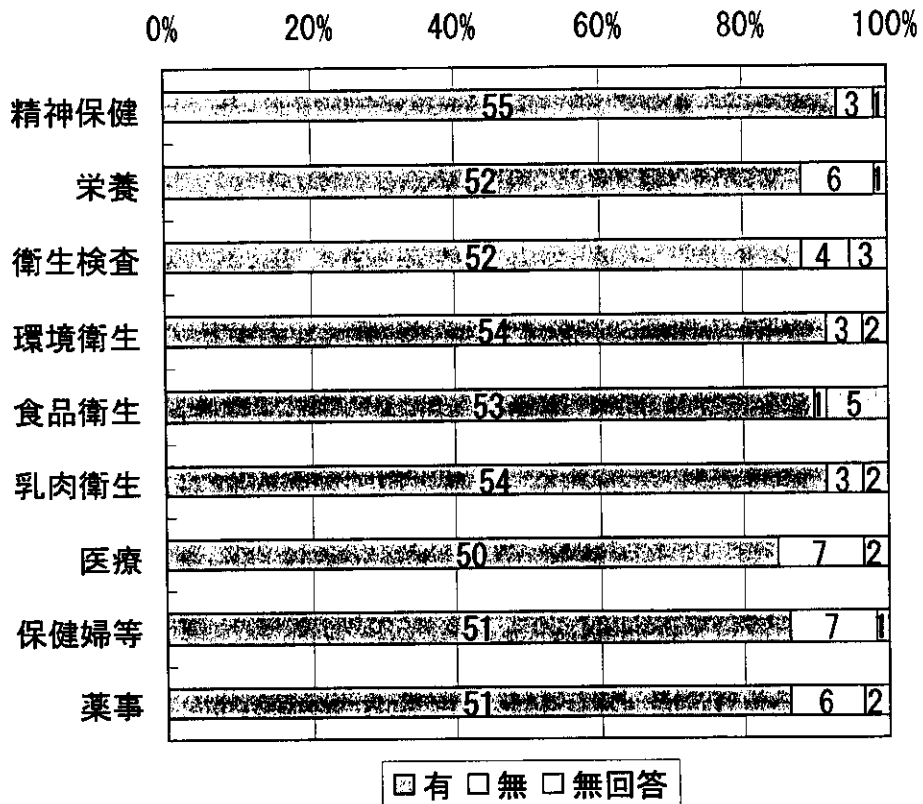 0% 20% 40% 60% 80% 100%
精神保健 55 3 1
栄養 52 6 1
衛生検査 52 4 3
環境衛生 54 3 2
食品衛生 53 1 5
乳肉衛生 54 3 2
医療 50 7 2
保健婦等 51 7 1
薬事 51 6 2
有 無 無回答